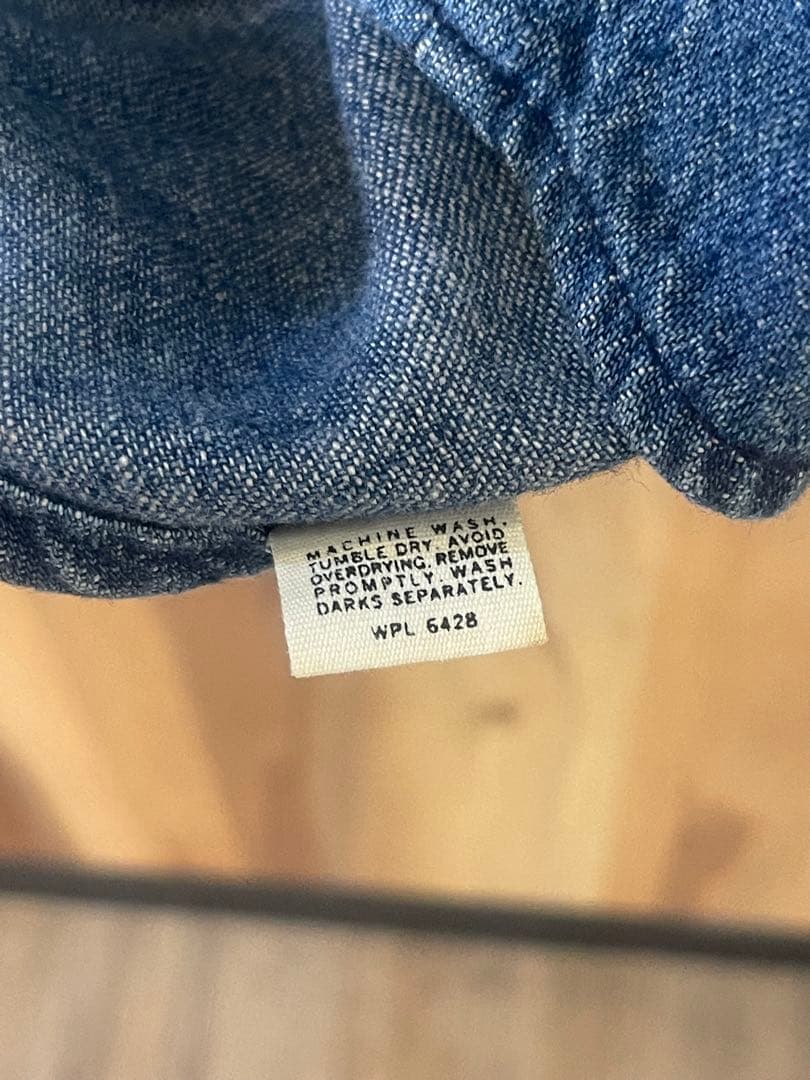 MACHINE WASH.
TUMBLE DRY. AVOID
OVERDRYING. REMOVE
PROMPTLY. WASH
DARKS SEPARATELY.
WPL 6428